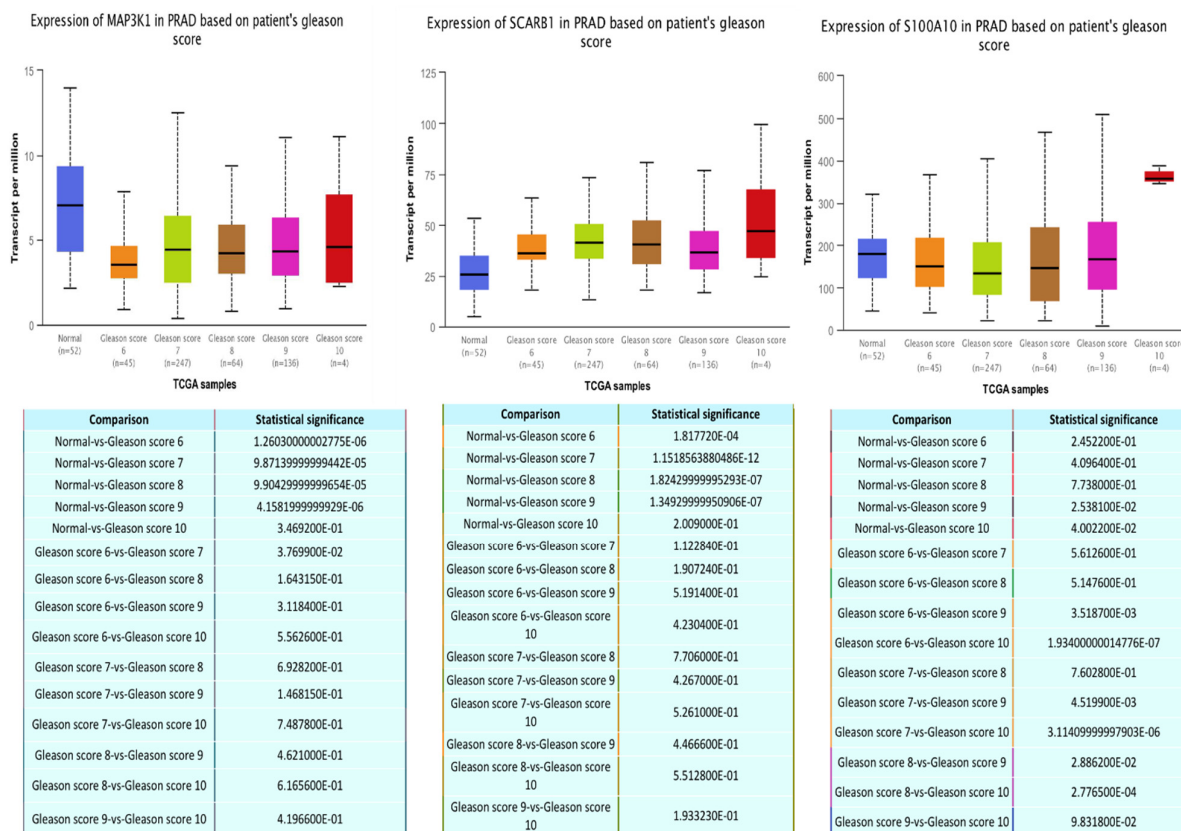 Expression of MAP3K1 in PRAD based on patient's gleason
score
Transcript per million
15
10
5
0
Normal
(n=52)
Gleason score
6
(n=45)
Gleason score
7
(n=247)
Gleason score
8
(n=64)
Gleason score
9
(n=136)
Gleason score
10
(n=4)
TCGA samples
Comparison Statistical significance
Normal-vs-Gleason score 6 1.26030000002775E-06
Normal-vs-Gleason score 7 9.87139999999442E-05
Normal-vs-Gleason score 8 9.90429999999654E-05
Normal-vs-Gleason score 9 4.1581999999929E-06
Normal-vs-Gleason score 10 3.469200E-01
Gleason score 6-vs-Gleason score 7 3.769900E-02
Gleason score 6-vs-Gleason score 8 1.643150E-01
Gleason score 6-vs-Gleason score 9 3.118400E-01
Gleason score 6-vs-Gleason score 10 5.562600E-01
Gleason score 7-vs-Gleason score 8 6.928200E-01
Gleason score 7-vs-Gleason score 9 1.468150E-01
Gleason score 7-vs-Gleason score 10 7.487800E-01
Gleason score 8-vs-Gleason score 9 4.621000E-01
Gleason score 8-vs-Gleason score 10 6.165600E-01
Gleason score 9-vs-Gleason score 10 4.196600E-01
Expression of SCARB1 in PRAD based on patient's gleason
score
Transcript per million
125
100
75
50
25
0
Normal
(n=52)
Gleason score
6
(n=45)
Gleason score
7
(n=247)
Gleason score
8
(n=64)
Gleason score
9
(n=136)
Gleason score
10
(n=4)
TCGA samples
Comparison Statistical significance
Normal-vs-Gleason score 6 1.817720E-04
Normal-vs-Gleason score 7 1.1518563880486E-12
Normal-vs-Gleason score 8 1.82429999995293E-07
Normal-vs-Gleason score 9 1.34929999950906E-07
Normal-vs-Gleason score 10 2.009000E-01
Gleason score 6-vs-Gleason score 7 1.122840E-01
Gleason score 6-vs-Gleason score 8 1.907240E-01
Gleason score 6-vs-Gleason score 9 5.191400E-01
Gleason score 6-vs-Gleason score
10 4.230400E-01
Gleason score 7-vs-Gleason score 8 7.706000E-01
Gleason score 7-vs-Gleason score 9 4.267000E-01
Gleason score 7-vs-Gleason score
10 5.261000E-01
Gleason score 8-vs-Gleason score 9 4.466600E-01
Gleason score 8-vs-Gleason score
10 5.512800E-01
Gleason score 9-vs-Gleason score
10 1.933230E-01
Expression of S100A10 in PRAD based on patient's gleason
score
Transcript per million
600
500
400
300
200
100
0
Normal
(n=52)
Gleason score
6
(n=45)
Gleason score
7
(n=247)
Gleason score
8
(n=64)
Gleason score
9
(n=136)
Gleason score
10
(n=4)
TCGA samples
Comparison Statistical significance
Normal-vs-Gleason score 6 2.452200E-01
Normal-vs-Gleason score 7 4.096400E-01
Normal-vs-Gleason score 8 7.738000E-01
Normal-vs-Gleason score 9 2.538100E-01
Normal-vs-Gleason score 10 4.002200E-02
Gleason score 6-vs-Gleason score 7 5.612600E-01
Gleason score 6-vs-Gleason score 8 5.147600E-01
Gleason score 6-vs-Gleason score 9 3.518700E-03
Gleason score 6-vs-Gleason score 10 1.93400000014776E-07
Gleason score 7-vs-Gleason score 8 7.602800E-01
Gleason score 7-vs-Gleason score 9 4.519900E-03
Gleason score 7-vs-Gleason score 10 3.11409999997903E-06
Gleason score 8-vs-Gleason score 9 2.886200E-02
Gleason score 8-vs-Gleason score 10 2.776500E-04
Gleason score 9-vs-Gleason score 10 9.831800E-02